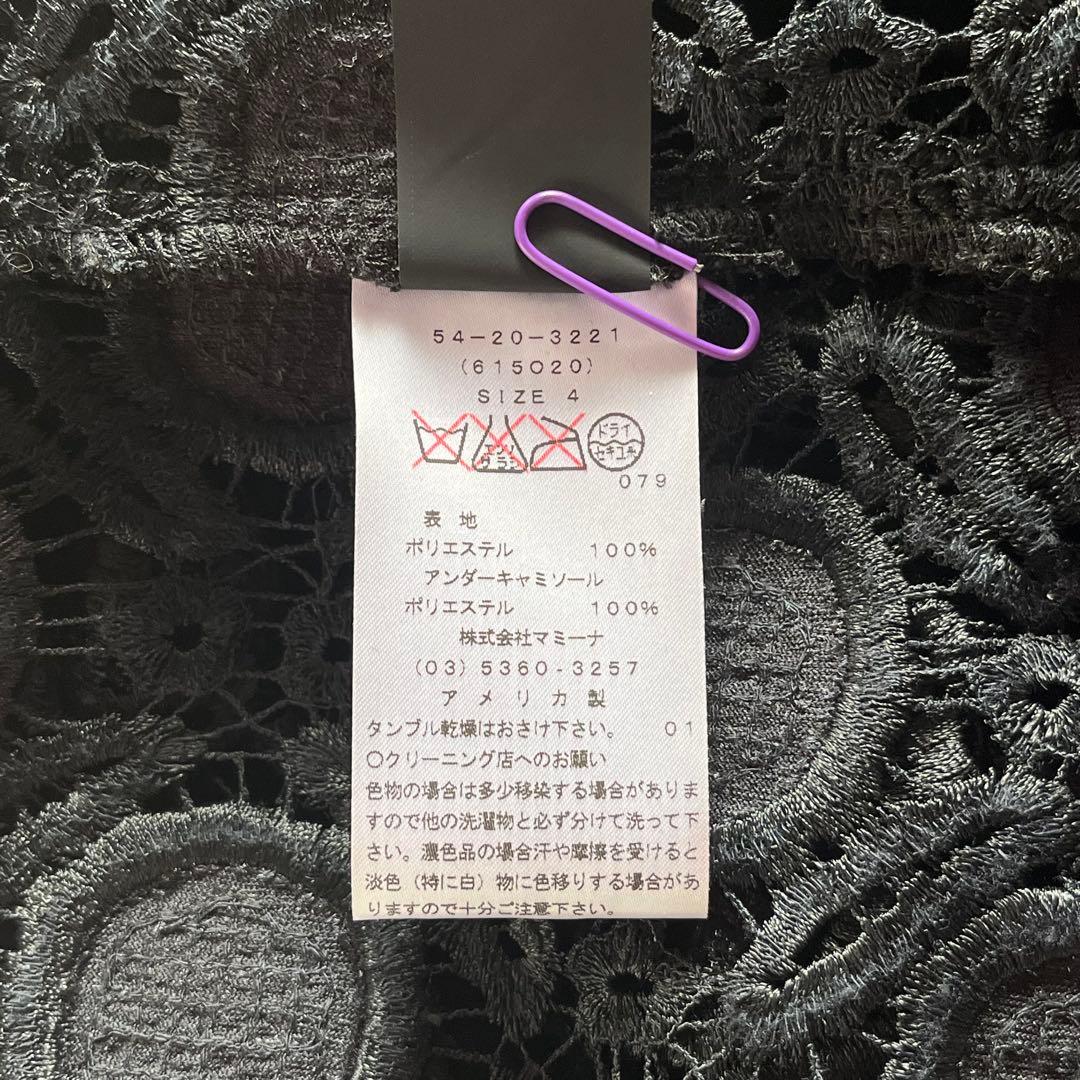 54-20-3221
(615020)
SIZE 4
エンソ サラシ
ドライ
セキユ系
079
表 地
ポリエステル 100%
アンダーキャミソール
ポリエステル 100%
株式会社マミーナ
(03)5360-3257
ア メ リ カ 製
タンブル乾燥はおさけ下さい。 01
○クリーニング店へのお願い
色物の場合は多少移染する場合がありま
すので他の洗濯物と必ず分けて洗って下
さい。濃色品の場合汗や摩擦を受けると
淡色(特に白)物に色移りする場合があ
りますので十分ご注意下さい。